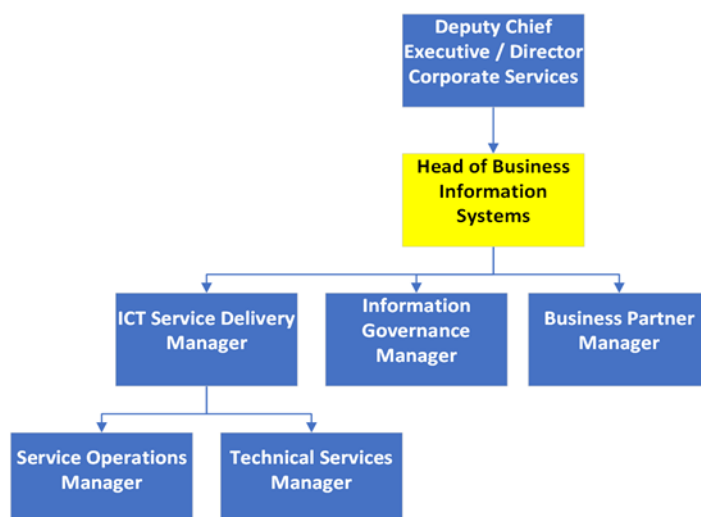 Deputy Chief
Executive / Director
Corporate Services
Head of Business
Information
Systems
ICT Service Delivery
Manager
Information
Governance
Manager
Business Partner
Manager
Service Operations
Manager
Technical Services
Manager